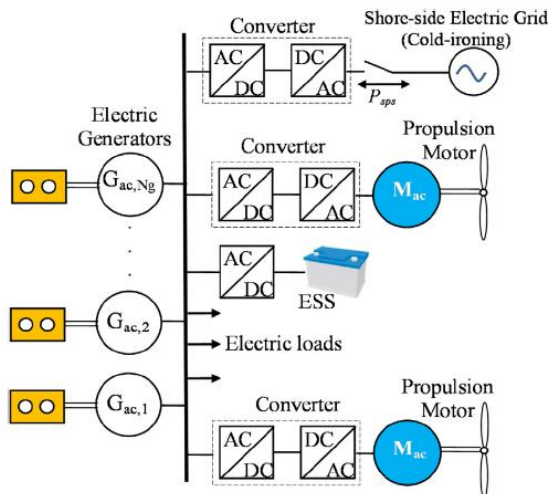 Converter
Shore-side Electric Grid
(Cold-ironing)
AC
DC
DC
AC
P_sps
Electric
Generators
G_ac,Ng
Converter
AC
DC
DC
AC
M_ac
Propulsion
Motor
AC
DC
ESS
G_ac,2
Electric loads
G_ac,1
Converter
AC
DC
DC
AC
M_ac
Propulsion
Motor